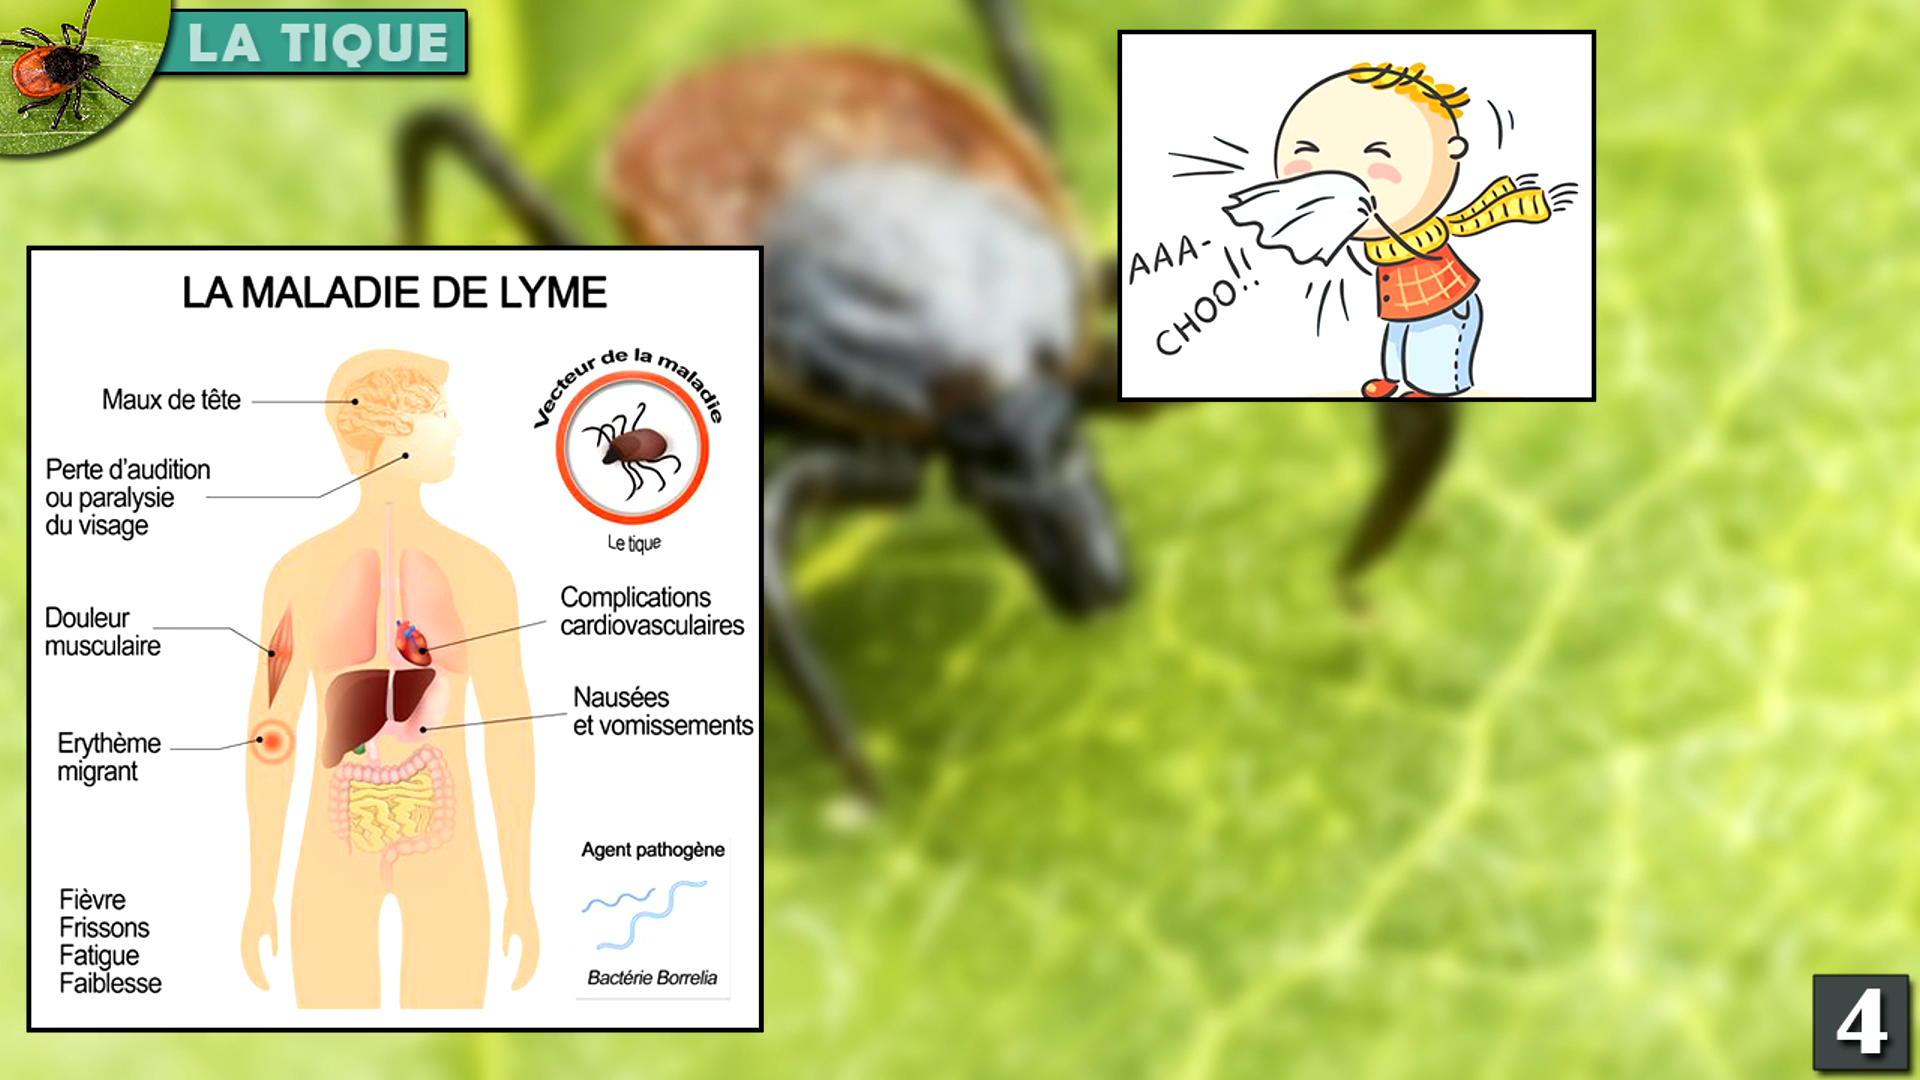 LA TIQUE
AAA-
CHOO!!
LA MALADIE DE LYME
Maux de tête
Perte d'audition
ou paralysie
du visage
Douleur
musculaire
Erythème
migrant
Fièvre
Frissons
Fatigue
Faiblesse
Vecteur de la maladie
Le tique
Complications
cardiovasculaires
Nausées
et vomissements
Agent pathogène
Bactérie Borrelia
4